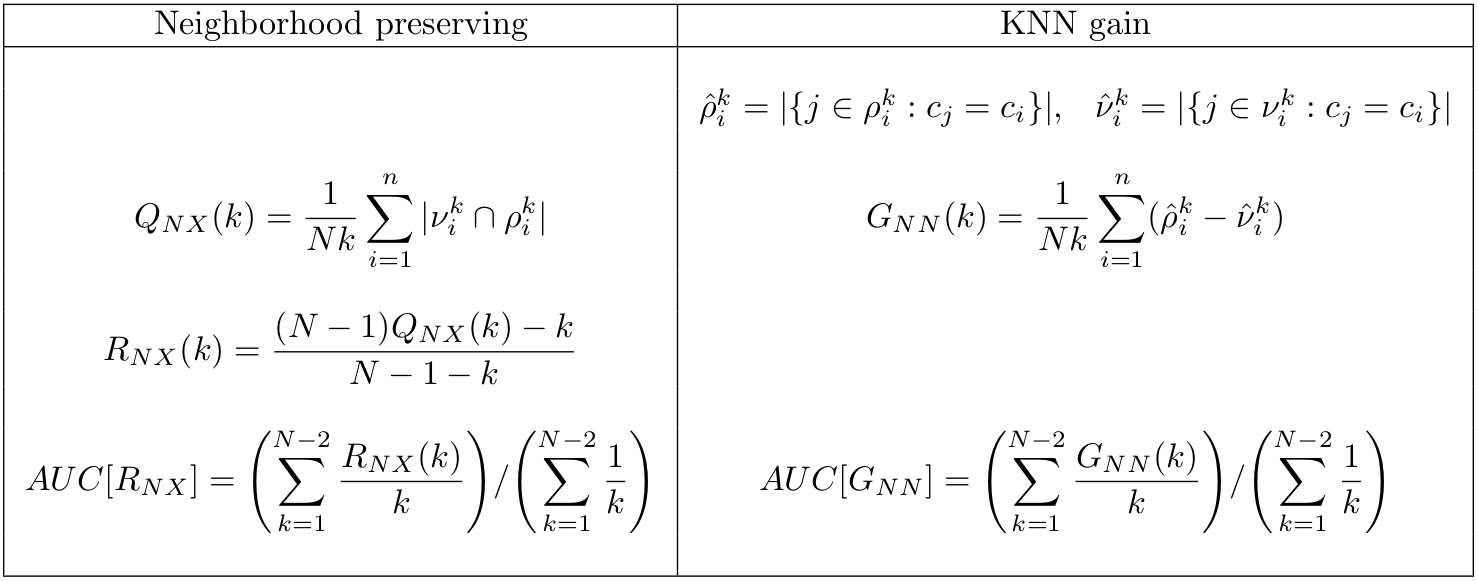 Neighborhood preserving
KNN gain
$\hat{\rho}_i^k = |\{j \in \rho_i^k : c_j = c_i\}|, \quad \hat{\nu}_i^k = |\{j \in \nu_i^k : c_j = c_i\}|$
$Q_{NX}(k) = \frac{1}{Nk} \sum_{i=1}^{n} |\nu_i^k \cap \rho_i^k|$
$G_{NN}(k) = \frac{1}{Nk} \sum_{i=1}^{n} (\hat{\rho}_i^k - \hat{\nu}_i^k)$
$R_{NX}(k) = \frac{(N-1)Q_{NX}(k) - k}{N-1-k}$
$AUC[R_{NX}] = \left( \sum_{k=1}^{N-2} \frac{R_{NX}(k)}{k} \right) / \left( \sum_{k=1}^{N-2} \frac{1}{k} \right)$
$AUC[G_{NN}] = \left( \sum_{k=1}^{N-2} \frac{G_{NN}(k)}{k} \right) / \left( \sum_{k=1}^{N-2} \frac{1}{k} \right)$